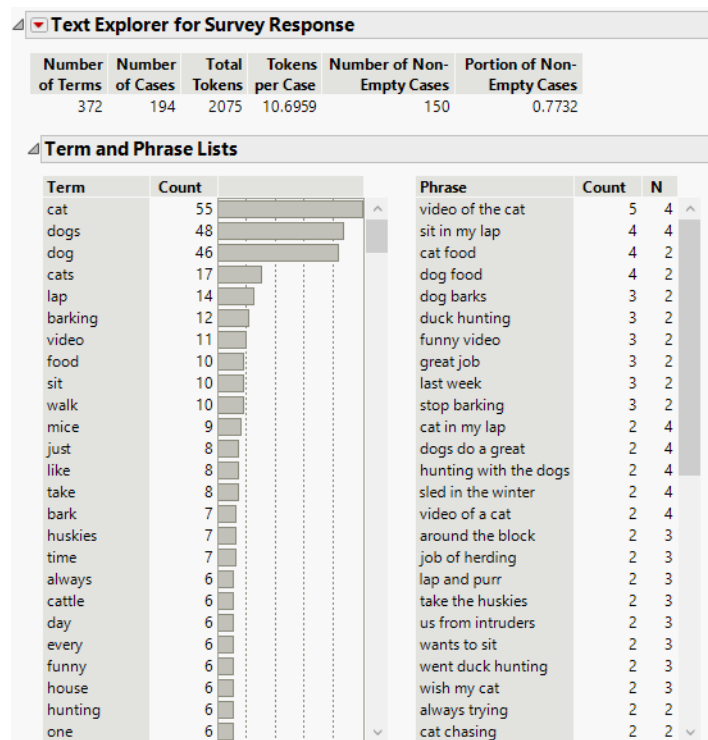 Text Explorer for Survey Response
Number Number Total Tokens Number of Non- Portion of Non-
of Terms of Cases Tokens per Case Empty Cases Empty Cases
372 194 2075 10.6959 150 0.7732
Term and Phrase Lists
Term Count Phrase Count N
cat 55 video of the cat 5 4
dogs 48 sit in my lap 4 4
dog 46 cat food 4 2
cats 17 dog food 4 2
lap 14 dog barks 3 2
barking 12 duck hunting 3 2
video 11 funny video 3 2
food 10 great job 3 2
sit 10 last week 3 2
walk 10 stop barking 3 2
mice 9 cat in my lap 2 4
just 8 dogs do a great 2 4
like 8 hunting with the dogs 2 4
take 8 sled in the winter 2 4
bark 7 video of a cat 2 4
huskies 7 around the block 2 3
time 7 job of herding 2 3
always 6 lap and purr 2 3
cattle 6 take the huskies 2 3
day 6 us from intruders 2 3
every 6 wants to sit 2 3
funny 6 went duck hunting 2 3
house 6 wish my cat 2 3
hunting 6 always trying 2 2
one 6 cat chasing 2 2